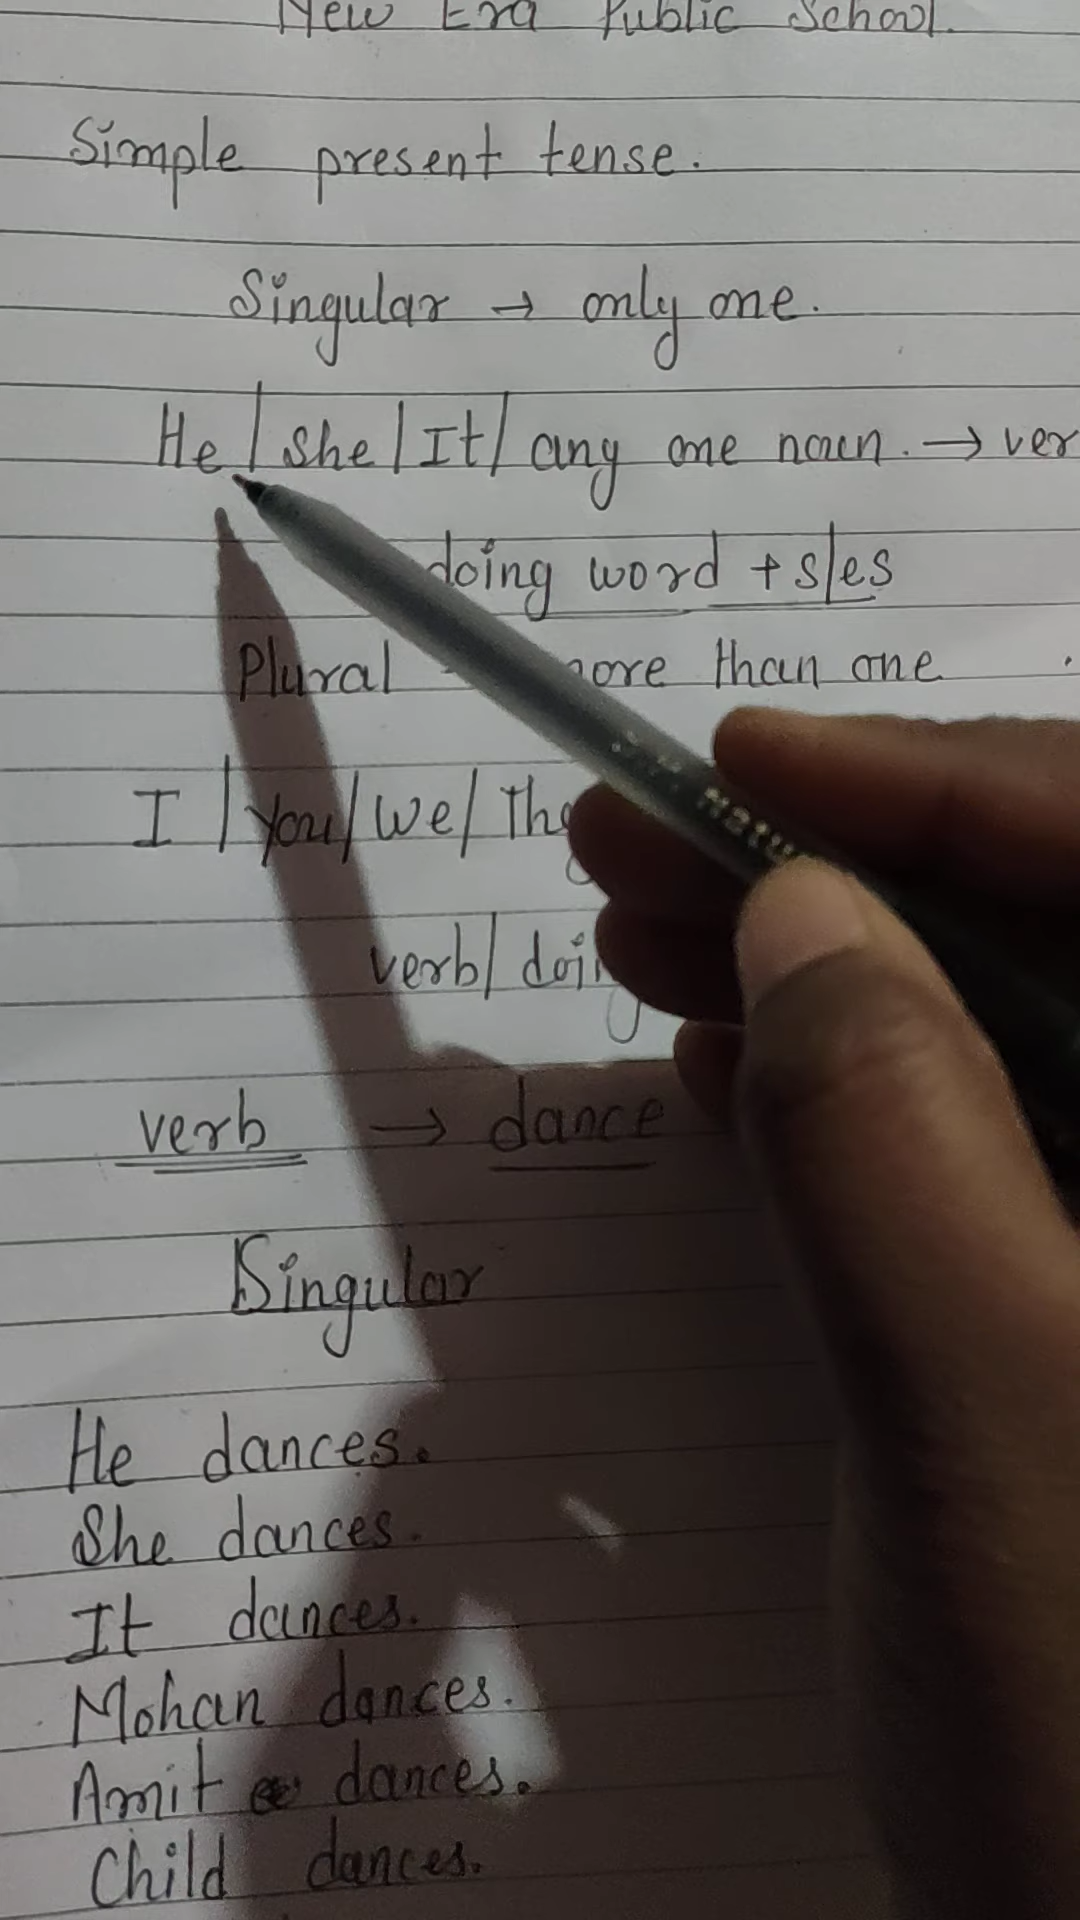 New Era Public School.
Simple present tense.
Singular → only one.
He / she / It / any one noun. → ver
doing word + s/es
Plural more than one
I / You / we / The
verb / doing
verb → dance
Singular
He dances.
She dances.
It dances.
Mohan dances.
Amit dances.
Child dances.